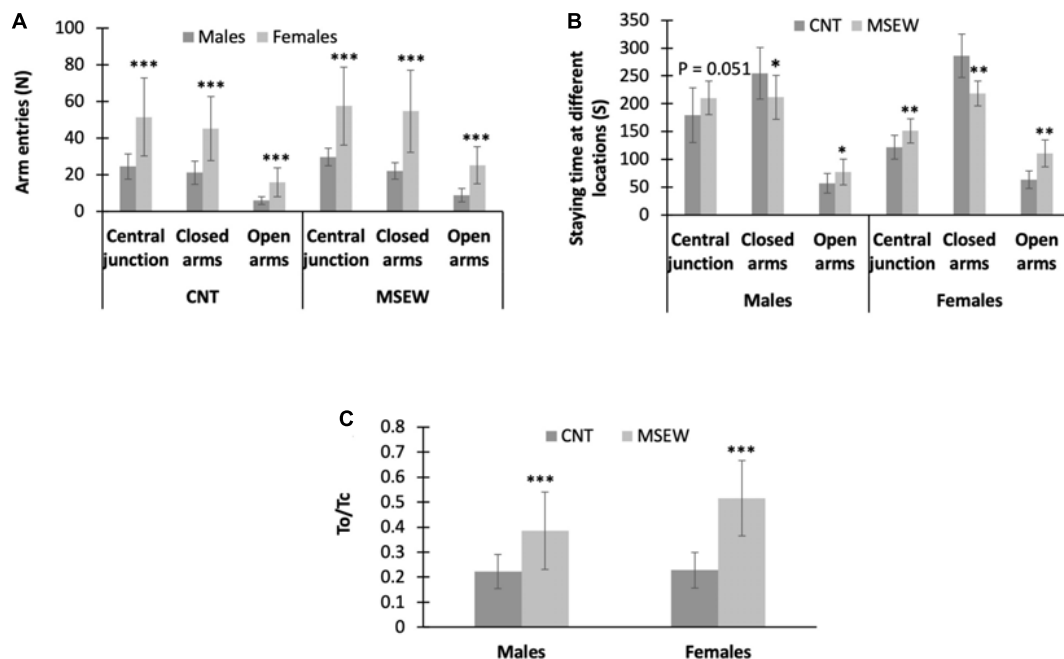 A
Males Females
Arm entries (N)
100
80
60
40
20
0
*** *** *** *** *** ***
Central Closed Open Central Closed Open
junction arms arms junction arms arms
CNT MSEW
B
CNT MSEW
Staying time at different
locations (S)
350
300
250
200
150
100
50
0
P = 0.051 * * ** ** **
Central Closed Open Central Closed Open
junction arms arms junction arms arms
Males Females
C
CNT MSEW
To/Tc
0.8
0.7
0.6
0.5
0.4
0.3
0.2
0.1
0
*** ***
Males Females